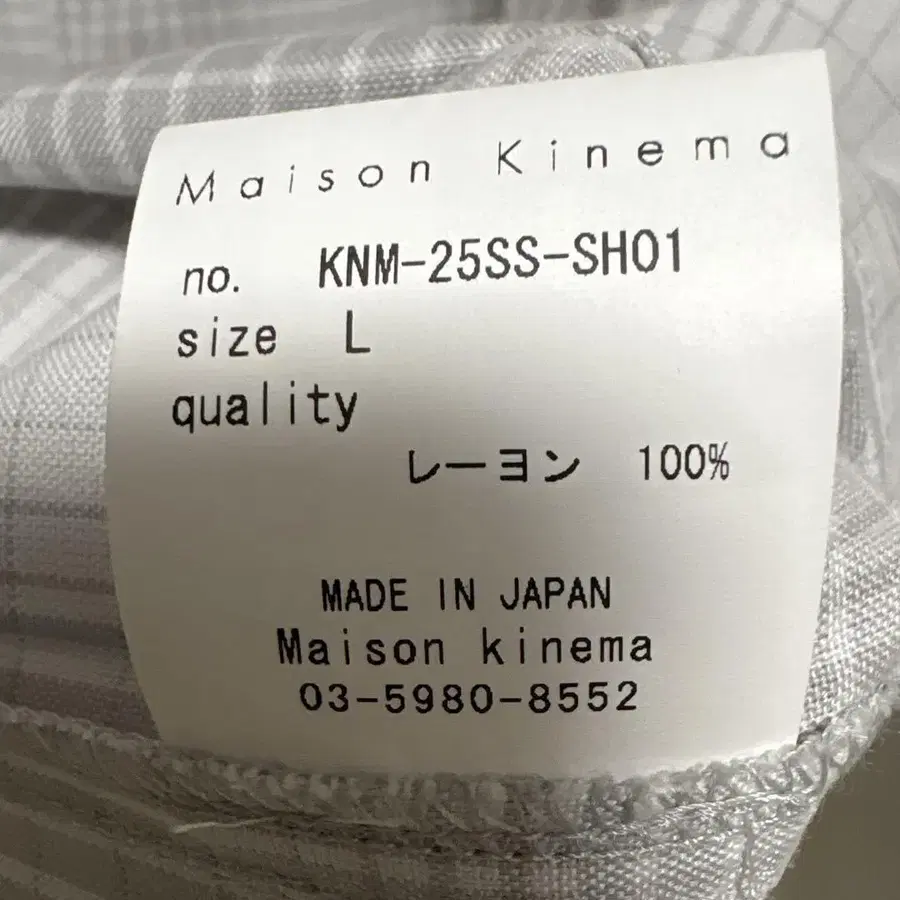 Maison Kinema
no. KNM-25SS-SH01
size L
quality
レーヨン 100%
MADE IN JAPAN
Maison kinema
03-5980-8552